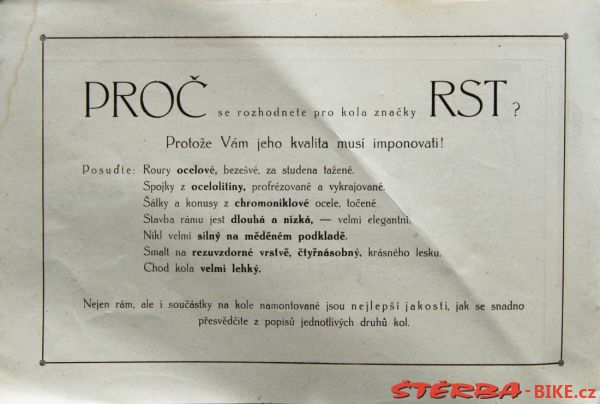 PROČ se rozhodnete pro kola značky RST?
Protože Vám jeho kvalita musí imponovati!
Posuďte: Roury ocelové, bezešvé, za studena tažené.
Spojky z ocelolitiny, profrézované a vykrajované.
Šálky a konusy z chromoniklové ocele, točené.
Stavba rámu jest dlouhá a nízká, — velmi elegantní.
Nikl velmi silný na měděném podkladě.
Smalt na rezuvzdorné vrstvě, čtyřnásobný, krásného lesku.
Chod kola velmi lehký.
Nejen rám, ale i součástky na kole namontované jsou nejlepší jakosti, jak se snadno
přesvědčíte z popisů jednotlivých druhů kol.
ŠTĚRBA-BIKE.cz